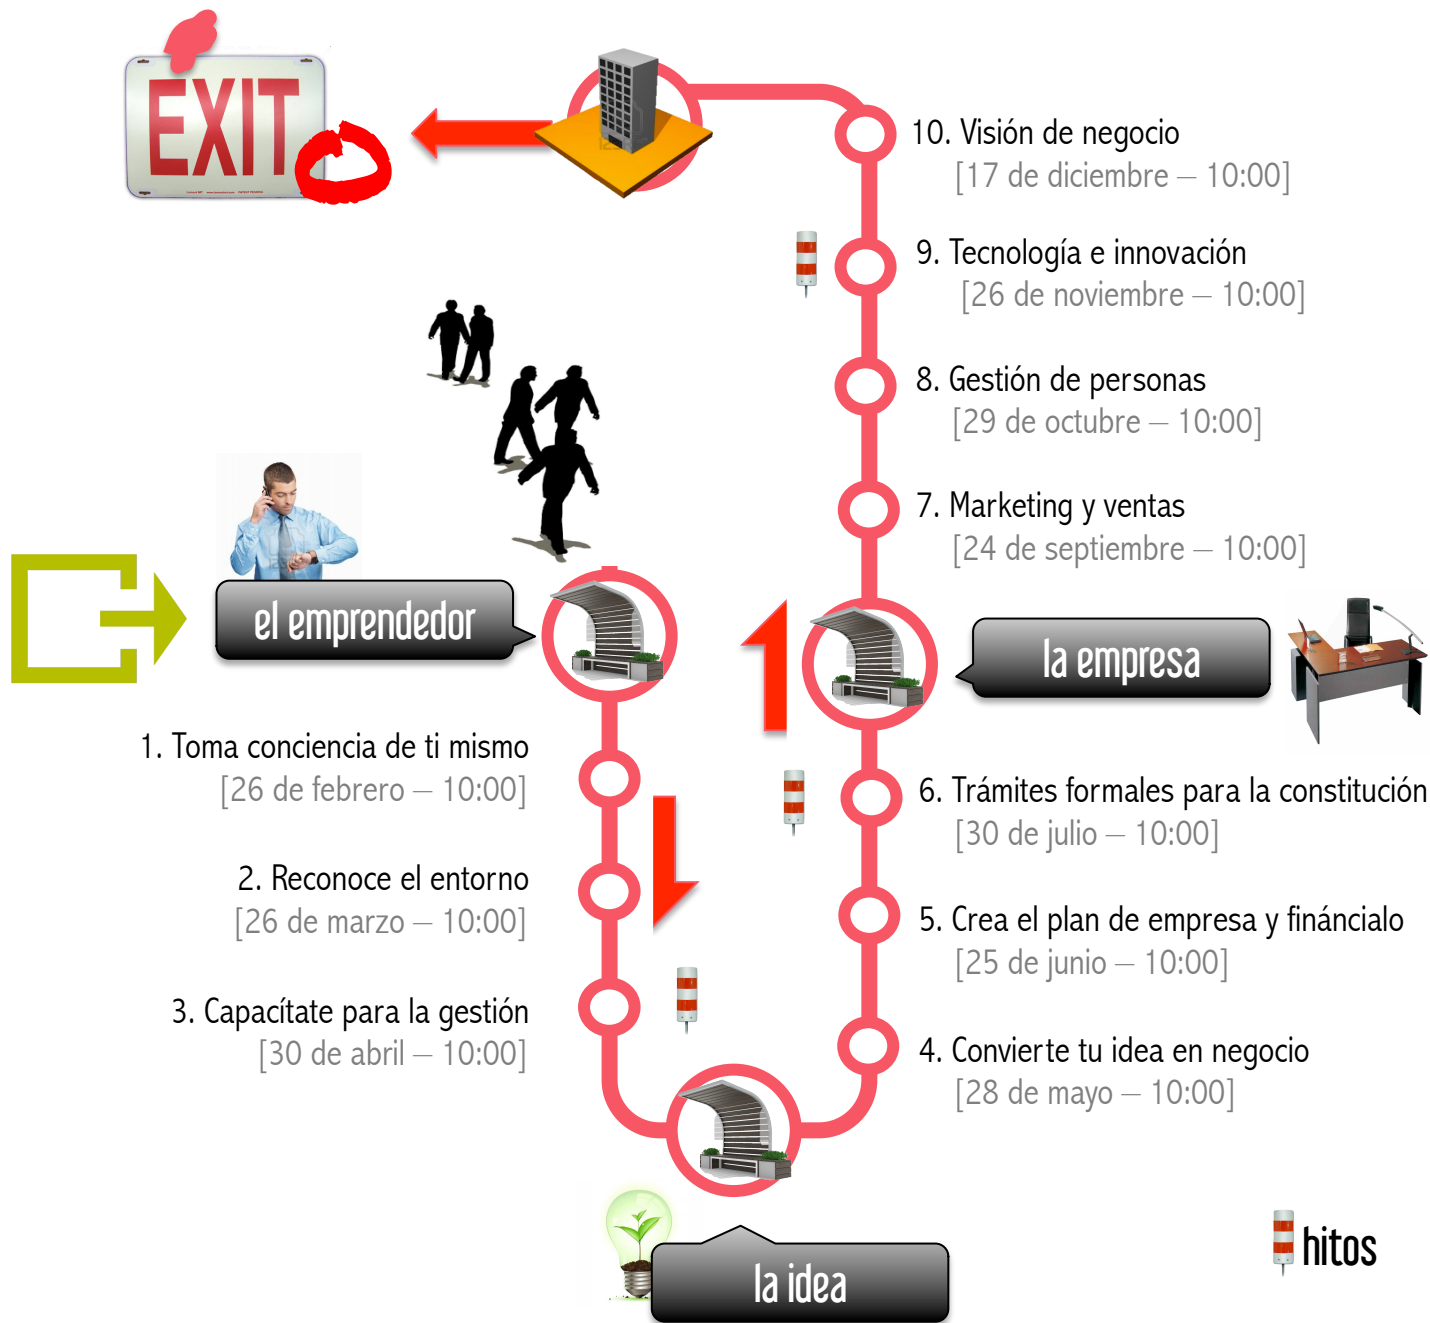 EXIT
10. Visión de negocio
[17 de diciembre – 10:00]
9. Tecnología e innovación
[26 de noviembre – 10:00]
8. Gestión de personas
[29 de octubre – 10:00]
7. Marketing y ventas
[24 de septiembre – 10:00]
el emprendedor
la empresa
1. Toma conciencia de ti mismo
[26 de febrero – 10:00]
2. Reconoce el entorno
[26 de marzo – 10:00]
3. Capacítate para la gestión
[30 de abril – 10:00]
6. Trámites formales para la constitución
[30 de julio – 10:00]
5. Crea el plan de empresa y fináncialo
[25 de junio – 10:00]
4. Convierte tu idea en negocio
[28 de mayo – 10:00]
la idea
hitos